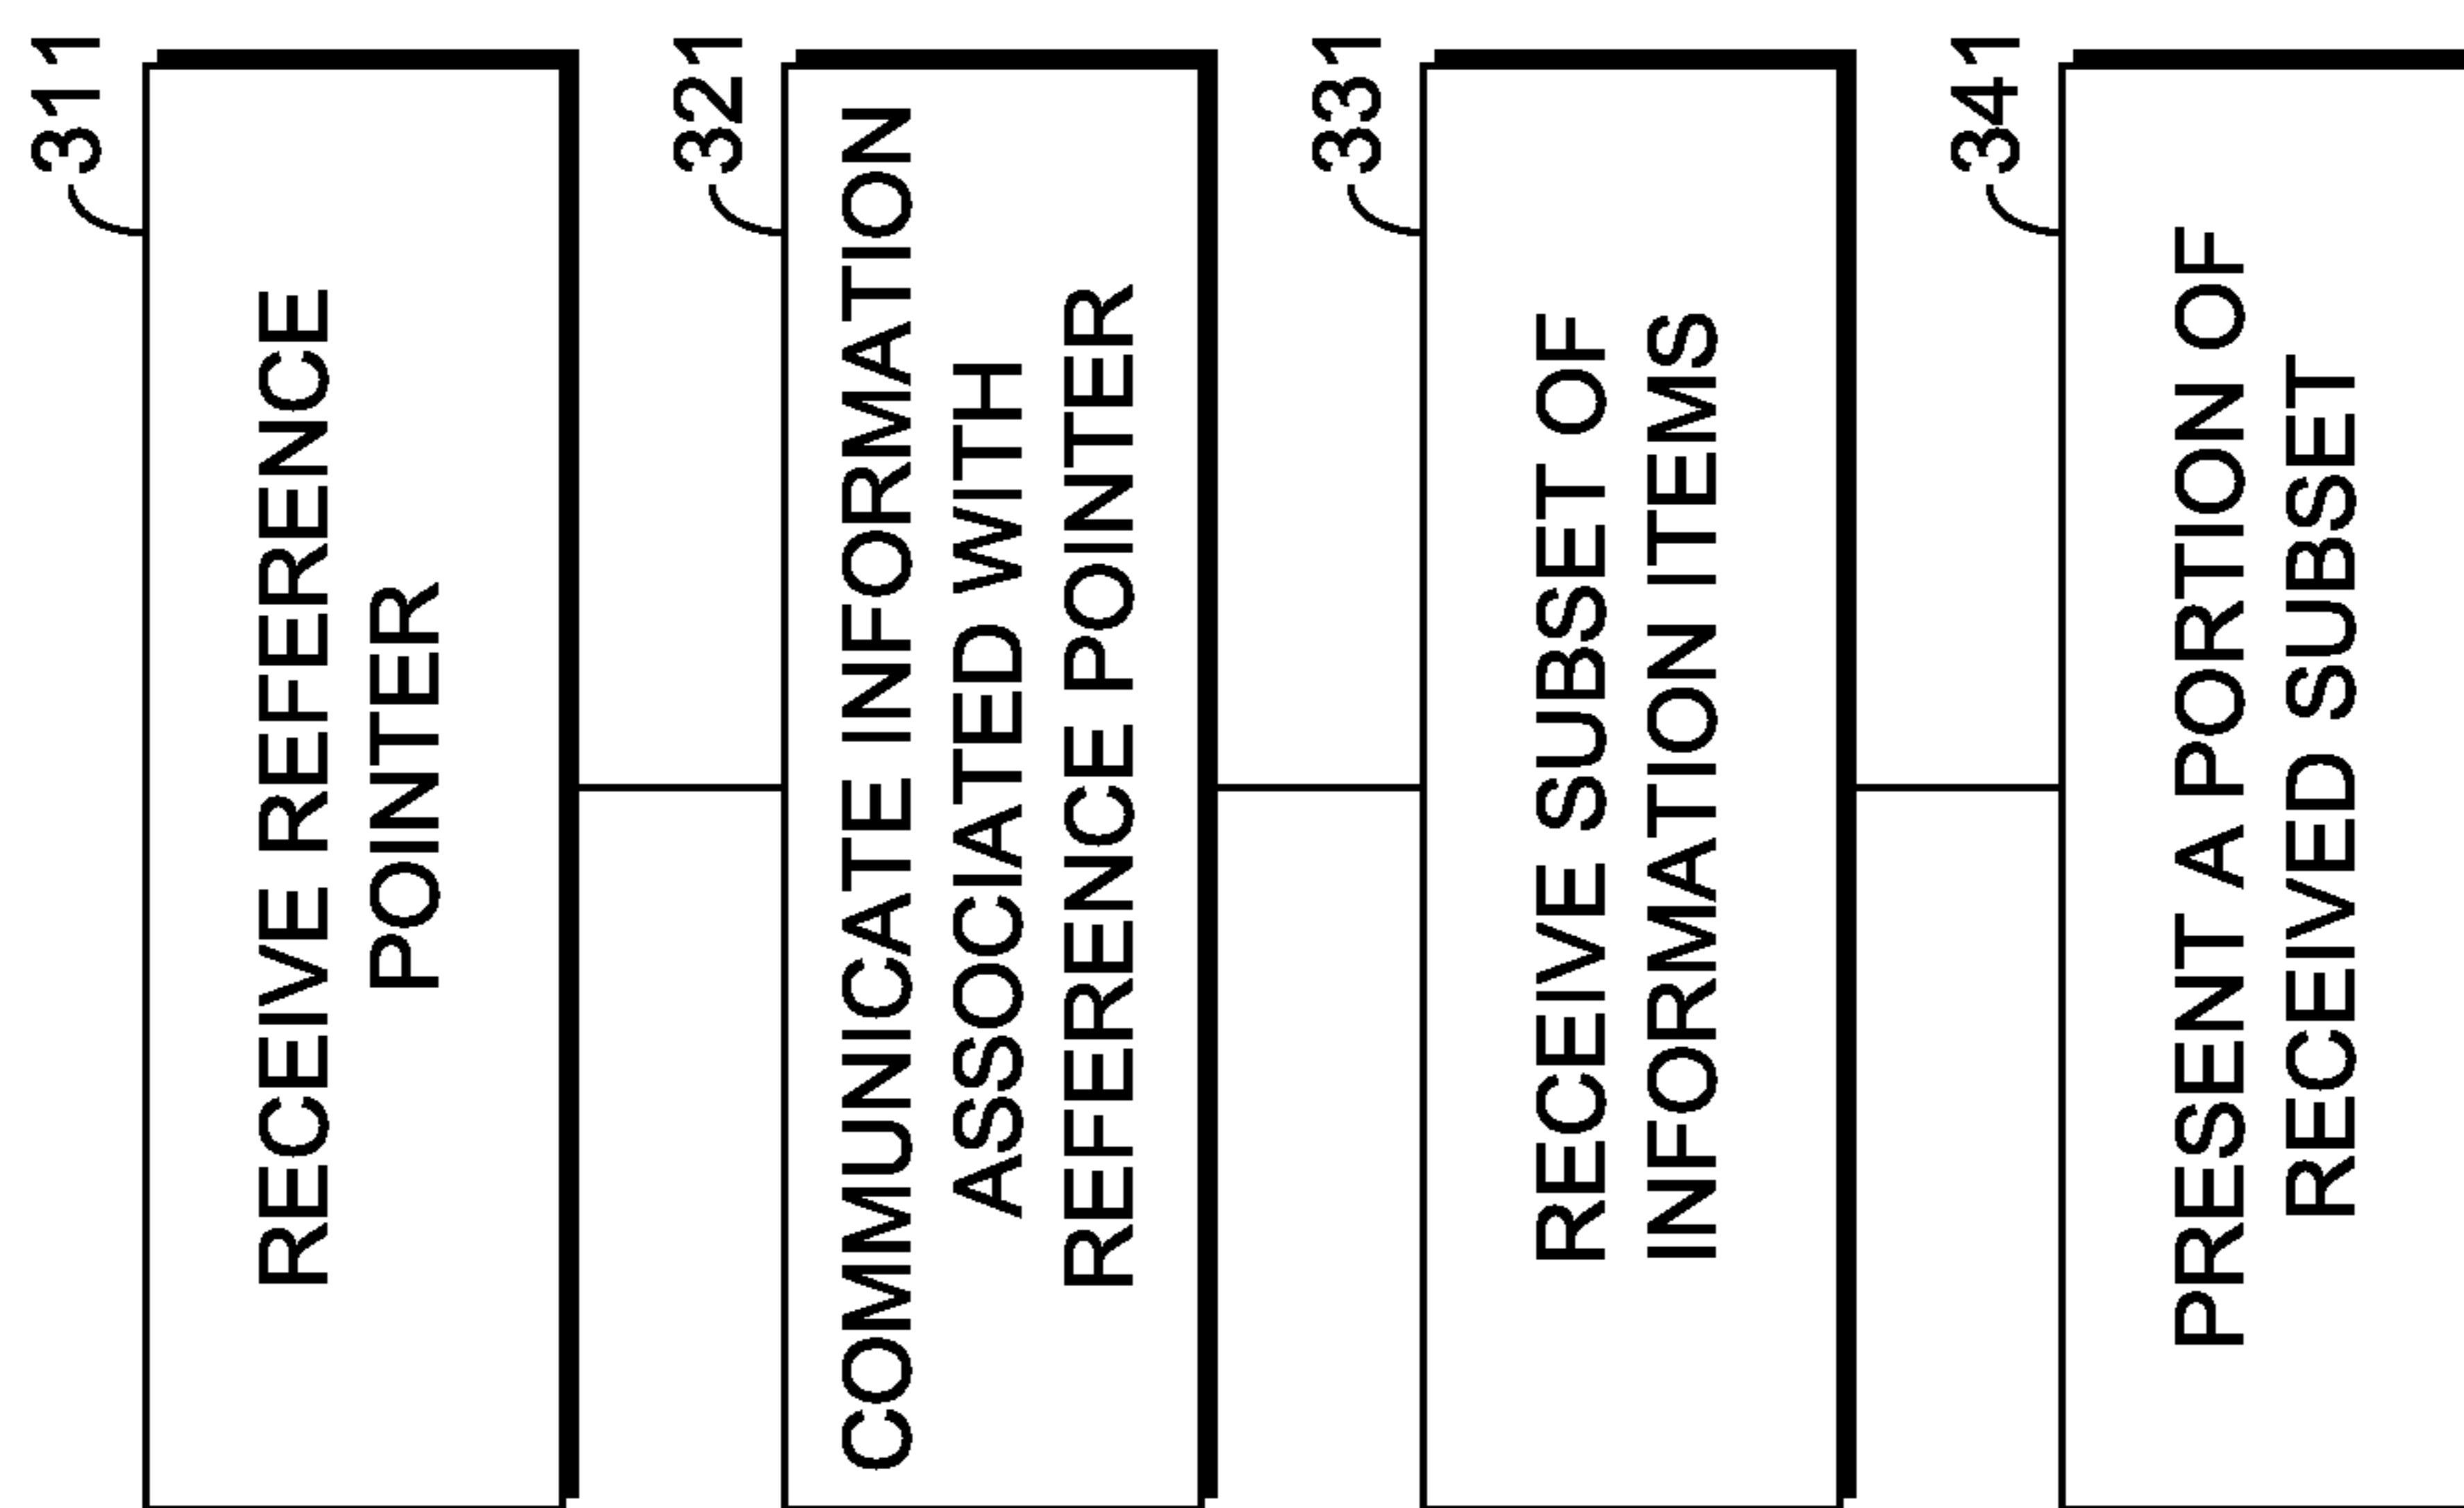 311
RECEIVE REFERENCE
POINTER
321
COMMUNICATE INFORMATION
ASSOCIATED WITH
REFERENCE POINTER
331
RECEIVE SUBSET OF
INFORMATION ITEMS
341
PRESENT A PORTION OF
RECEIVED SUBSET